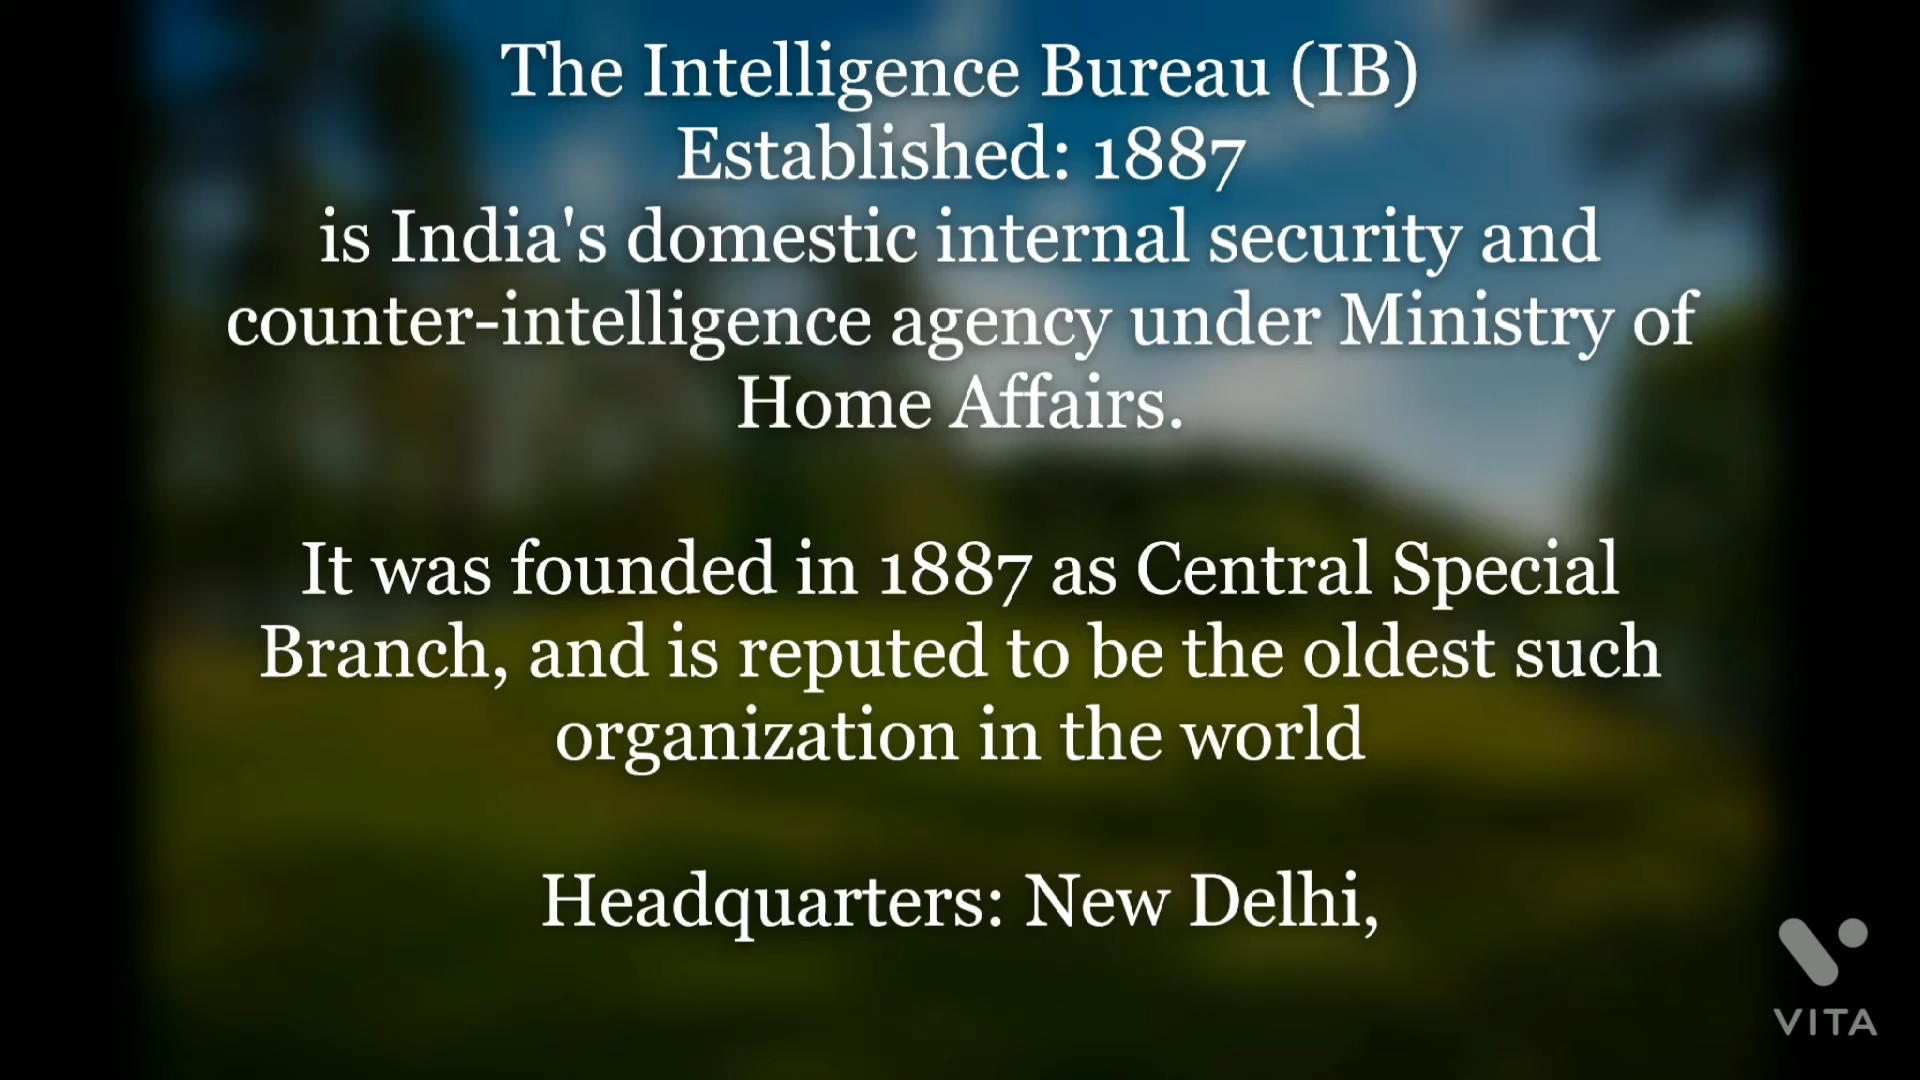 The Intelligence Bureau (IB)
Established: 1887
is India's domestic internal security and
counter-intelligence agency under Ministry of
Home Affairs.
It was founded in 1887 as Central Special
Branch, and is reputed to be the oldest such
organization in the world
Headquarters: New Delhi,
VITA